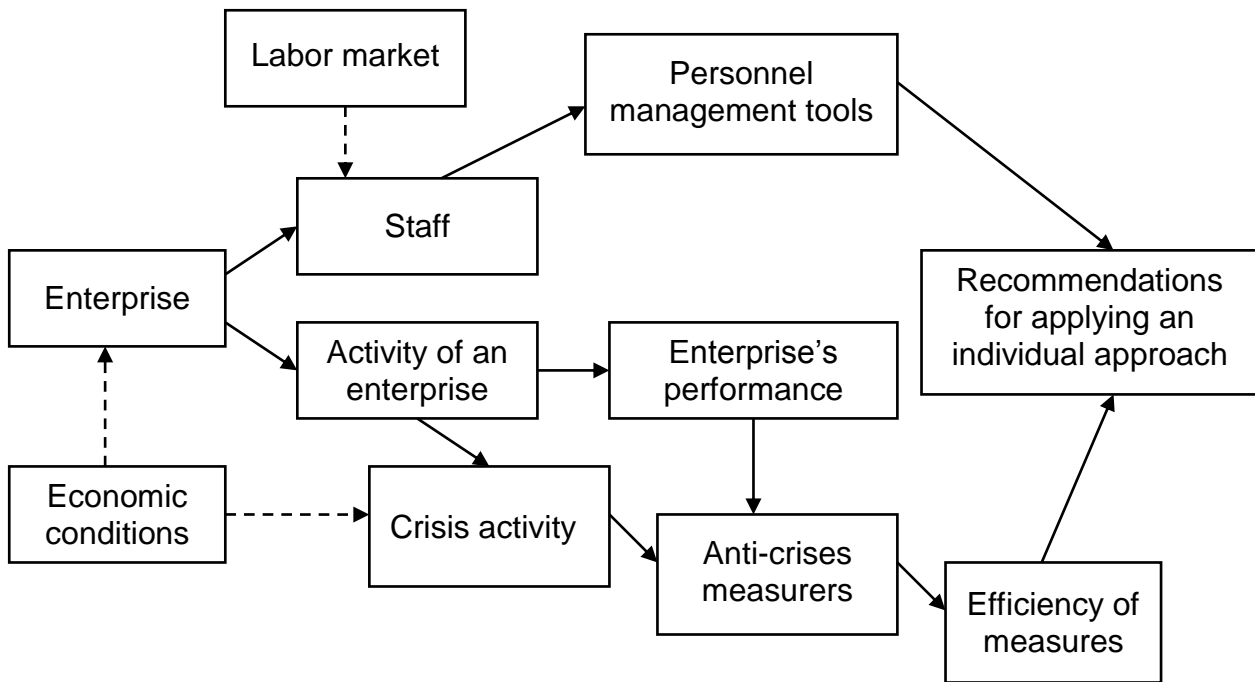 Labor market
Personnel
management tools
Staff
Enterprise
Recommendations
for applying an
individual approach
Activity of an
enterprise
Enterprise’s
performance
Economic
conditions
Crisis activity
Anti-crises
measurers
Efficiency of
measures